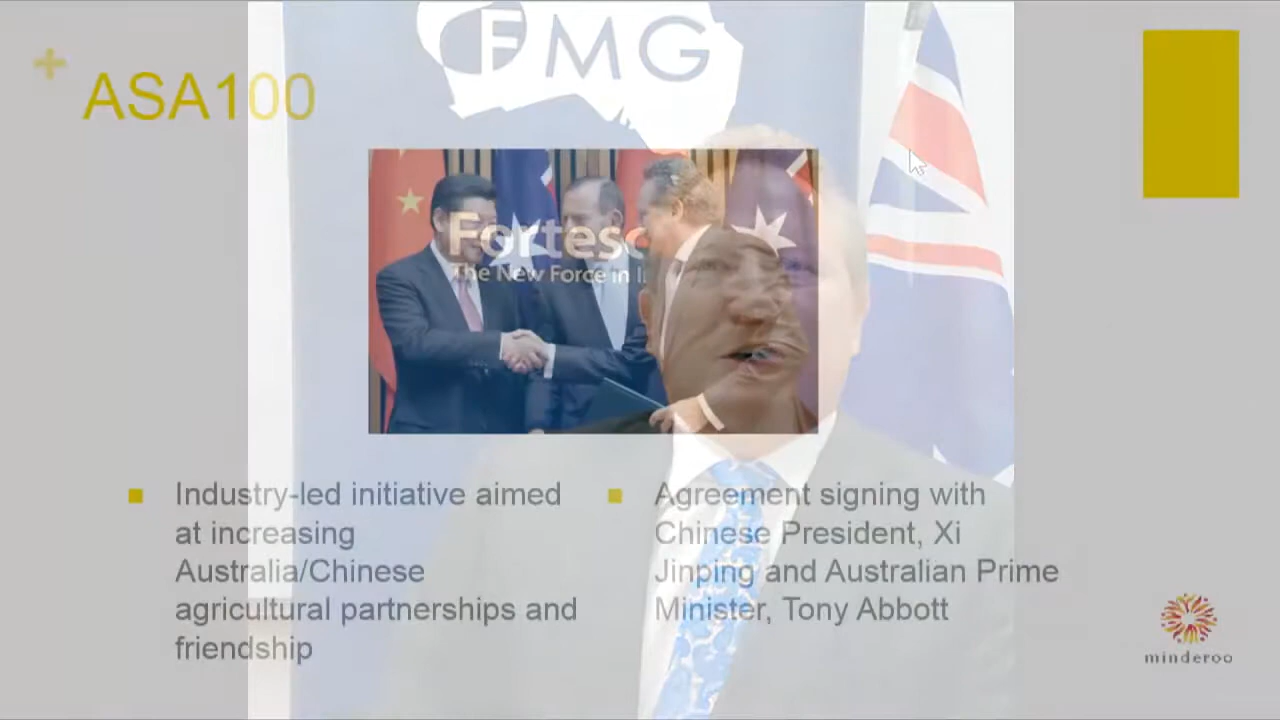 FMG
+
ASA100
Fortesc
The New Force in I
Industry-led initiative aimed
at increasing
Australia/Chinese
agricultural partnerships and
friendship
Agreement signing with
Chinese President, Xi
Jinping and Australian Prime
Minister, Tony Abbott
minderoo